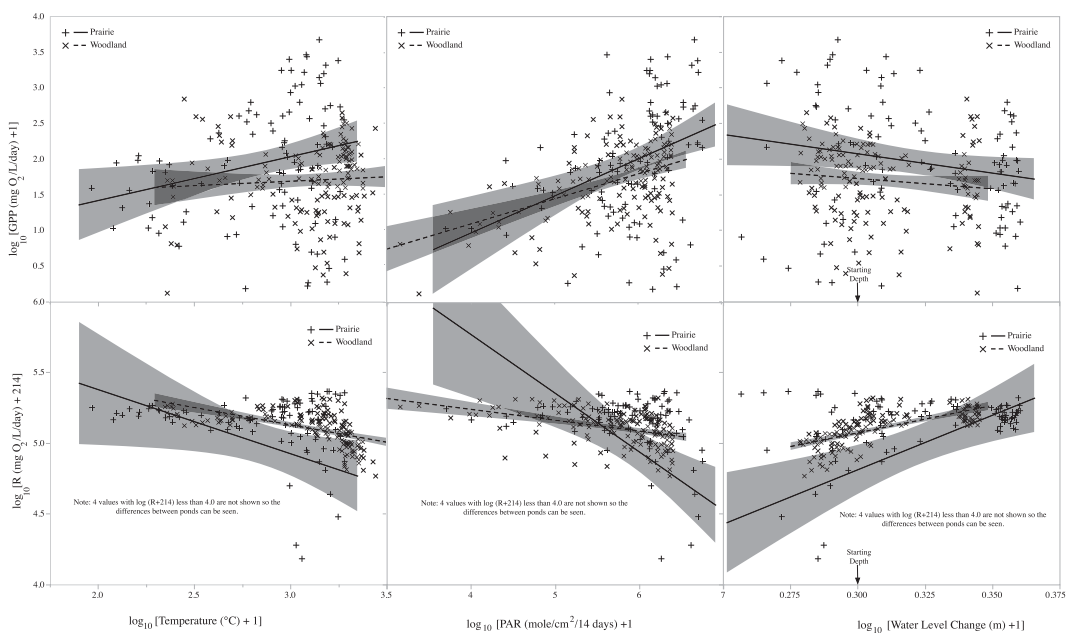 4.0
3.5
3.0
2.5
2.0
1.5
1.0
0.5
6.0
log10 [GPP (mg O2/L/day) +1]
Prairie
Woodland
Prairie
Woodland
Prairie
Woodland
Starting
Depth
5.5
5.0
4.5
4.0
log10 [R (mg O2/L/day) + 214]
Prairie
Woodland
Prairie
Woodland
Prairie
Woodland
Note: 4 values with log (R+214) less than 4.0 are not shown so the
differences between ponds can be seen.
Note: 4 values with log (R+214) less than 4.0 are not shown so the
differences between ponds can be seen.
Note: 4 values with log (R+214) less than 4.0 are not shown so the
differences between ponds can be seen.
Starting
Depth
2.0 2.5 3.0 3.5
4 5 6 7
0.275 0.300 0.325 0.350 0.375
log10 [Temperature (°C) + 1]
log10 [PAR (mole/cm2/14 days) +1
log10 [Water Level Change (m) +1]